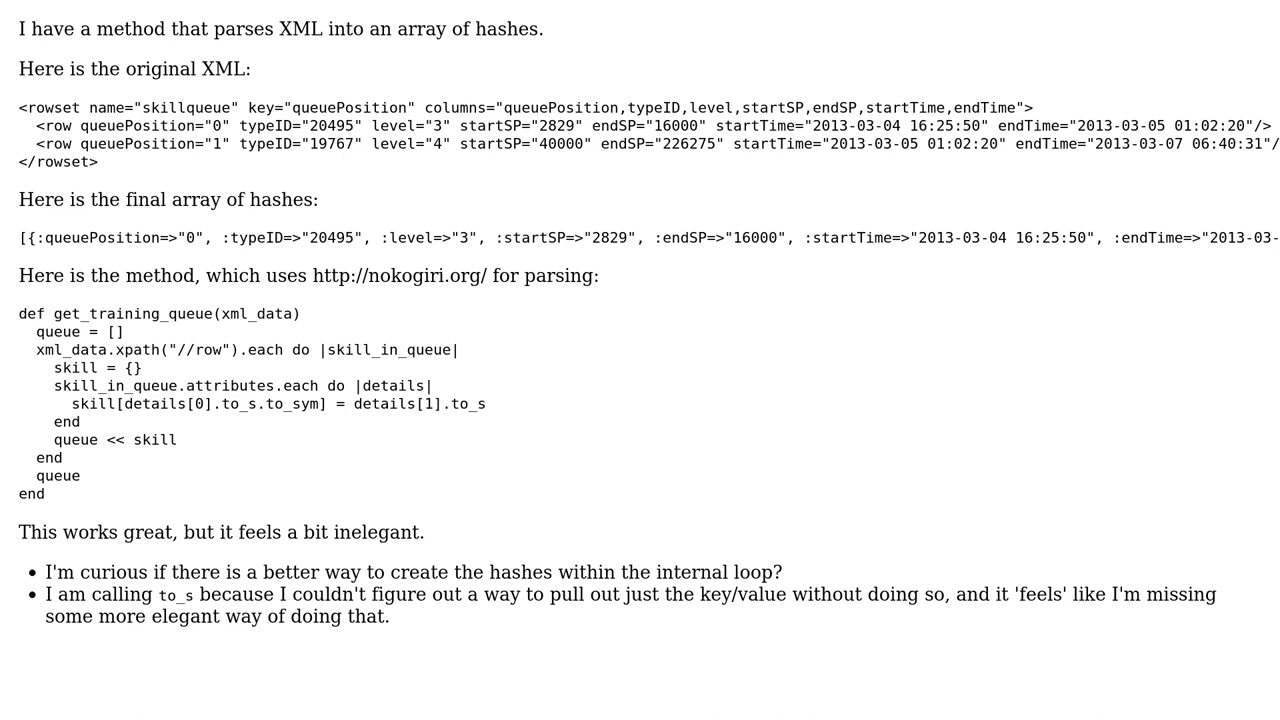 I have a method that parses XML into an array of hashes.
Here is the original XML:
<rowset name="skillqueue" key="queuePosition" columns="queuePosition,typeID,level,startSP,endSP,startTime,endTime">
  <row queuePosition="0" typeID="20495" level="3" startSP="2829" endSP="16000" startTime="2013-03-04 16:25:50" endTime="2013-03-05 01:02:20"/>
  <row queuePosition="1" typeID="19767" level="4" startSP="40000" endSP="226275" startTime="2013-03-05 01:02:20" endTime="2013-03-07 06:40:31"/
</rowset>
Here is the final array of hashes:
[{:queuePosition=>"0", :typeID=>"20495", :level=>"3", :startSP=>"2829", :endSP=>"16000", :startTime=>"2013-03-04 16:25:50", :endTime=>"2013-03-
Here is the method, which uses http://nokogiri.org/ for parsing:
def get_training_queue(xml_data)
  queue = []
  xml_data.xpath("//row").each do |skill_in_queue|
    skill = {}
    skill_in_queue.attributes.each do |details|
      skill[details[0].to_s.to_sym] = details[1].to_s
    end
    queue << skill
  end
  queue
end
This works great, but it feels a bit inelegant.
• I'm curious if there is a better way to create the hashes within the internal loop?
• I am calling to_s because I couldn't figure out a way to pull out just the key/value without doing so, and it 'feels' like I'm missing
some more elegant way of doing that.